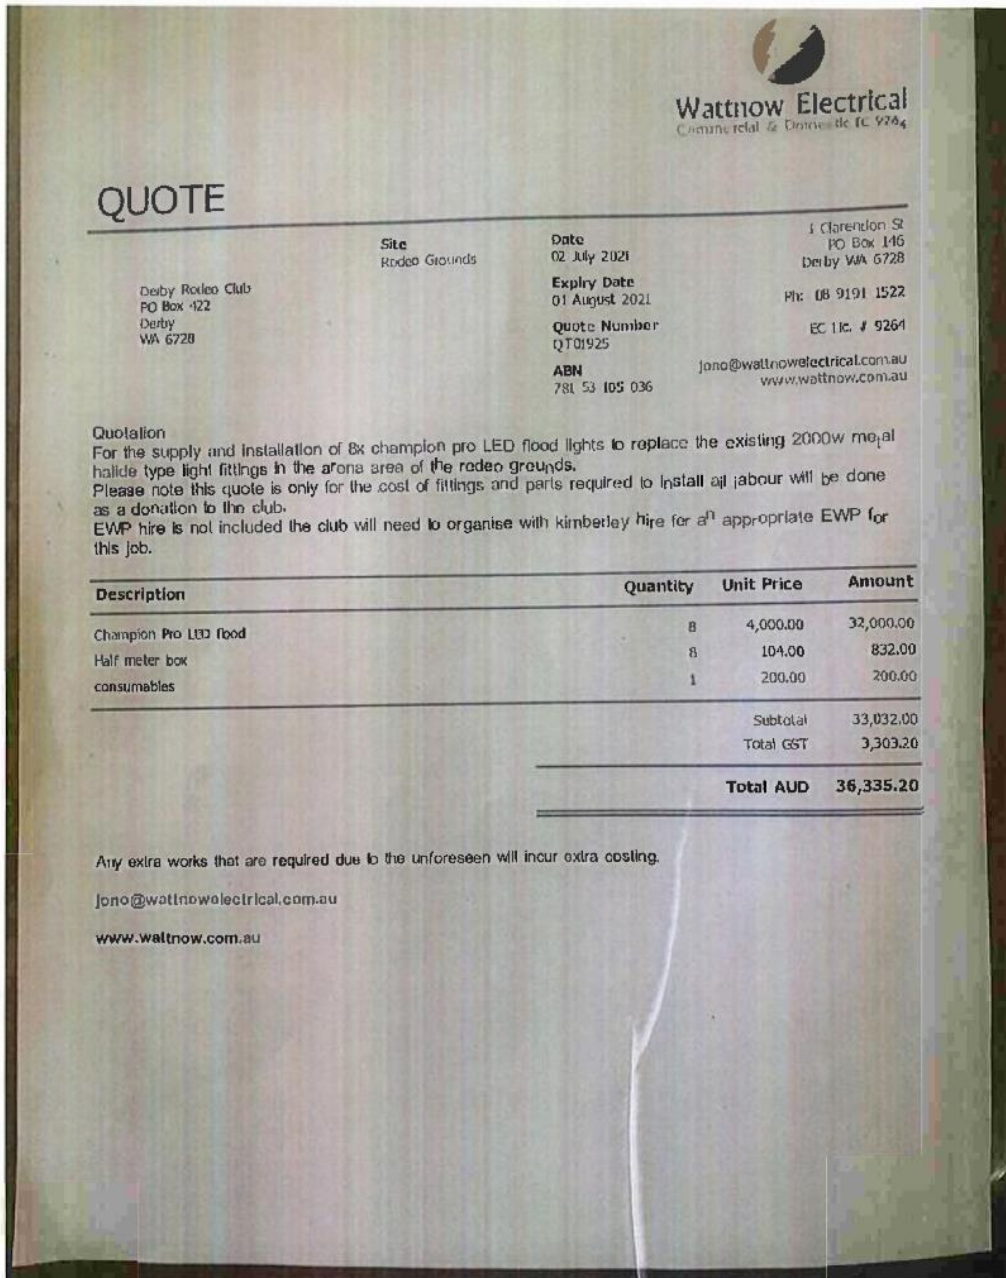 Wattnow Electrical
Commercial & Domestic EC 9264
QUOTE
Derby Rodeo Club
PO Box 422
Derby
WA 6728
Site
Rodeo Grounds
Date
02 July 2021
Expiry Date
01 August 2021
Quote Number
QT01925
ABN
781 53 105 036
1 Clarendon St
PO Box 146
Derby WA 6728
Ph: 08 9191 1522
EC Lic. # 9264
jono@wattnowelectrical.com.au
www.wattnow.com.au
Quotation
For the supply and installation of 8x champion pro LED flood lights to replace the existing 2000w metal
halide type light fittings in the arena area of the rodeo grounds.
Please note this quote is only for the cost of fittings and parts required to install all labour will be done
as a donation to the club.
EWP hire is not included the club will need to organise with kimberley hire for an appropriate EWP for
this job.
Description Quantity Unit Price Amount
Champion Pro LED flood 8 4,000.00 32,000.00
Half meter box 8 104.00 832.00
consumables 1 200.00 200.00
Subtotal 33,032.00
Total GST 3,303.20
Total AUD 36,335.20
Any extra works that are required due to the unforeseen will incur extra costing.
jono@wattnowelectrical.com.au
www.wattnow.com.au